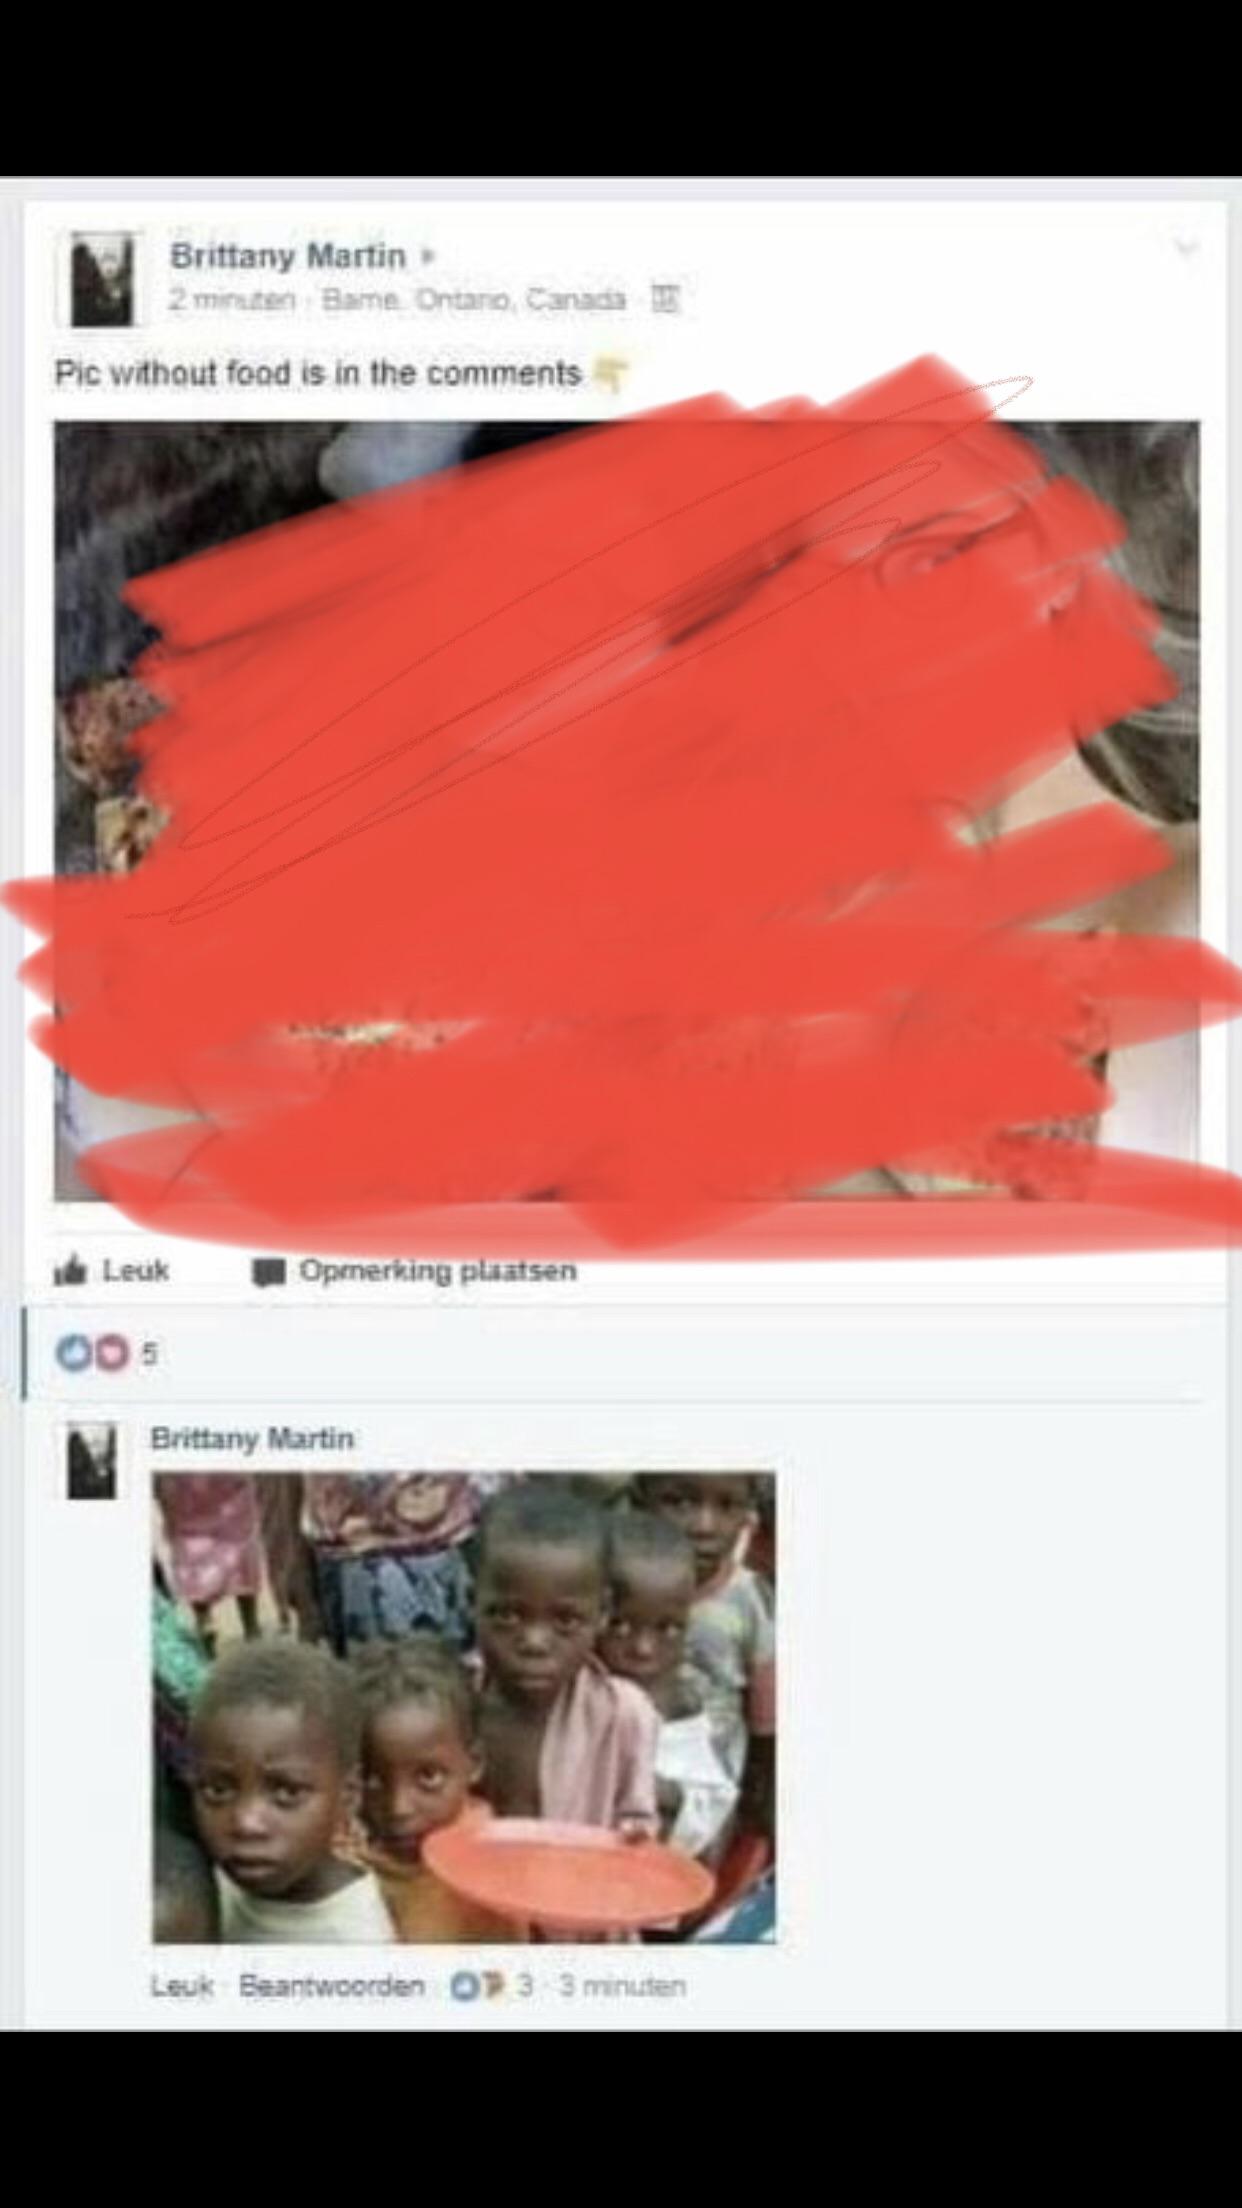 Brittany Martin
2 minuten · Barrie, Ontario, Canada
Pic without food is in the comments 👇
Leuk Opmerking plaatsen
5
Brittany Martin
Leuk · Beantwoorden · 3 · 3 minuten